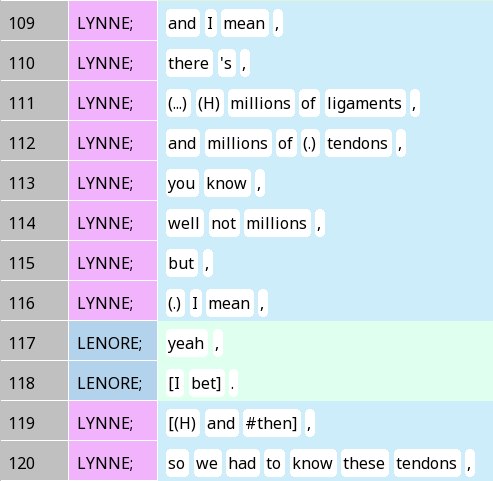 109 LYNNE; and I mean ,
110 LYNNE; there 's ,
111 LYNNE; (...) (H) millions of ligaments ,
112 LYNNE; and millions of (.) tendons ,
113 LYNNE; you know ,
114 LYNNE; well not millions ,
115 LYNNE; but ,
116 LYNNE; (.) I mean ,
117 LENORE; yeah ,
118 LENORE; [I bet] .
119 LYNNE; [(H) and #then] ,
120 LYNNE; so we had to know these tendons ,